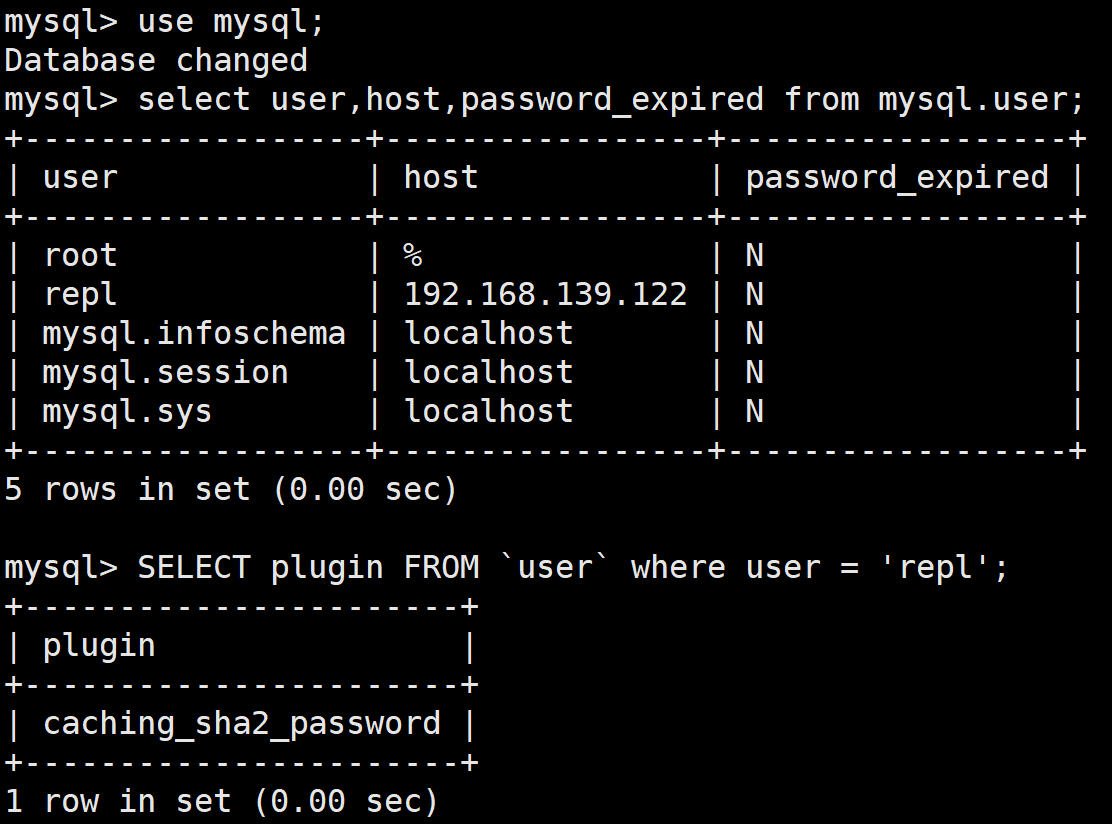 mysql> use mysql;
Database changed
mysql> select user,host,password_expired from mysql.user;
+------------------+-----------------+------------------+
| user             | host            | password_expired |
+------------------+-----------------+------------------+
| root             | %               | N                |
| repl             | 192.168.139.122 | N                |
| mysql.infoschema | localhost       | N                |
| mysql.session    | localhost       | N                |
| mysql.sys        | localhost       | N                |
+------------------+-----------------+------------------+
5 rows in set (0.00 sec)

mysql> SELECT plugin FROM `user` where user = 'repl';
+-----------------------+
| plugin                |
+-----------------------+
| caching_sha2_password |
+-----------------------+
1 row in set (0.00 sec)